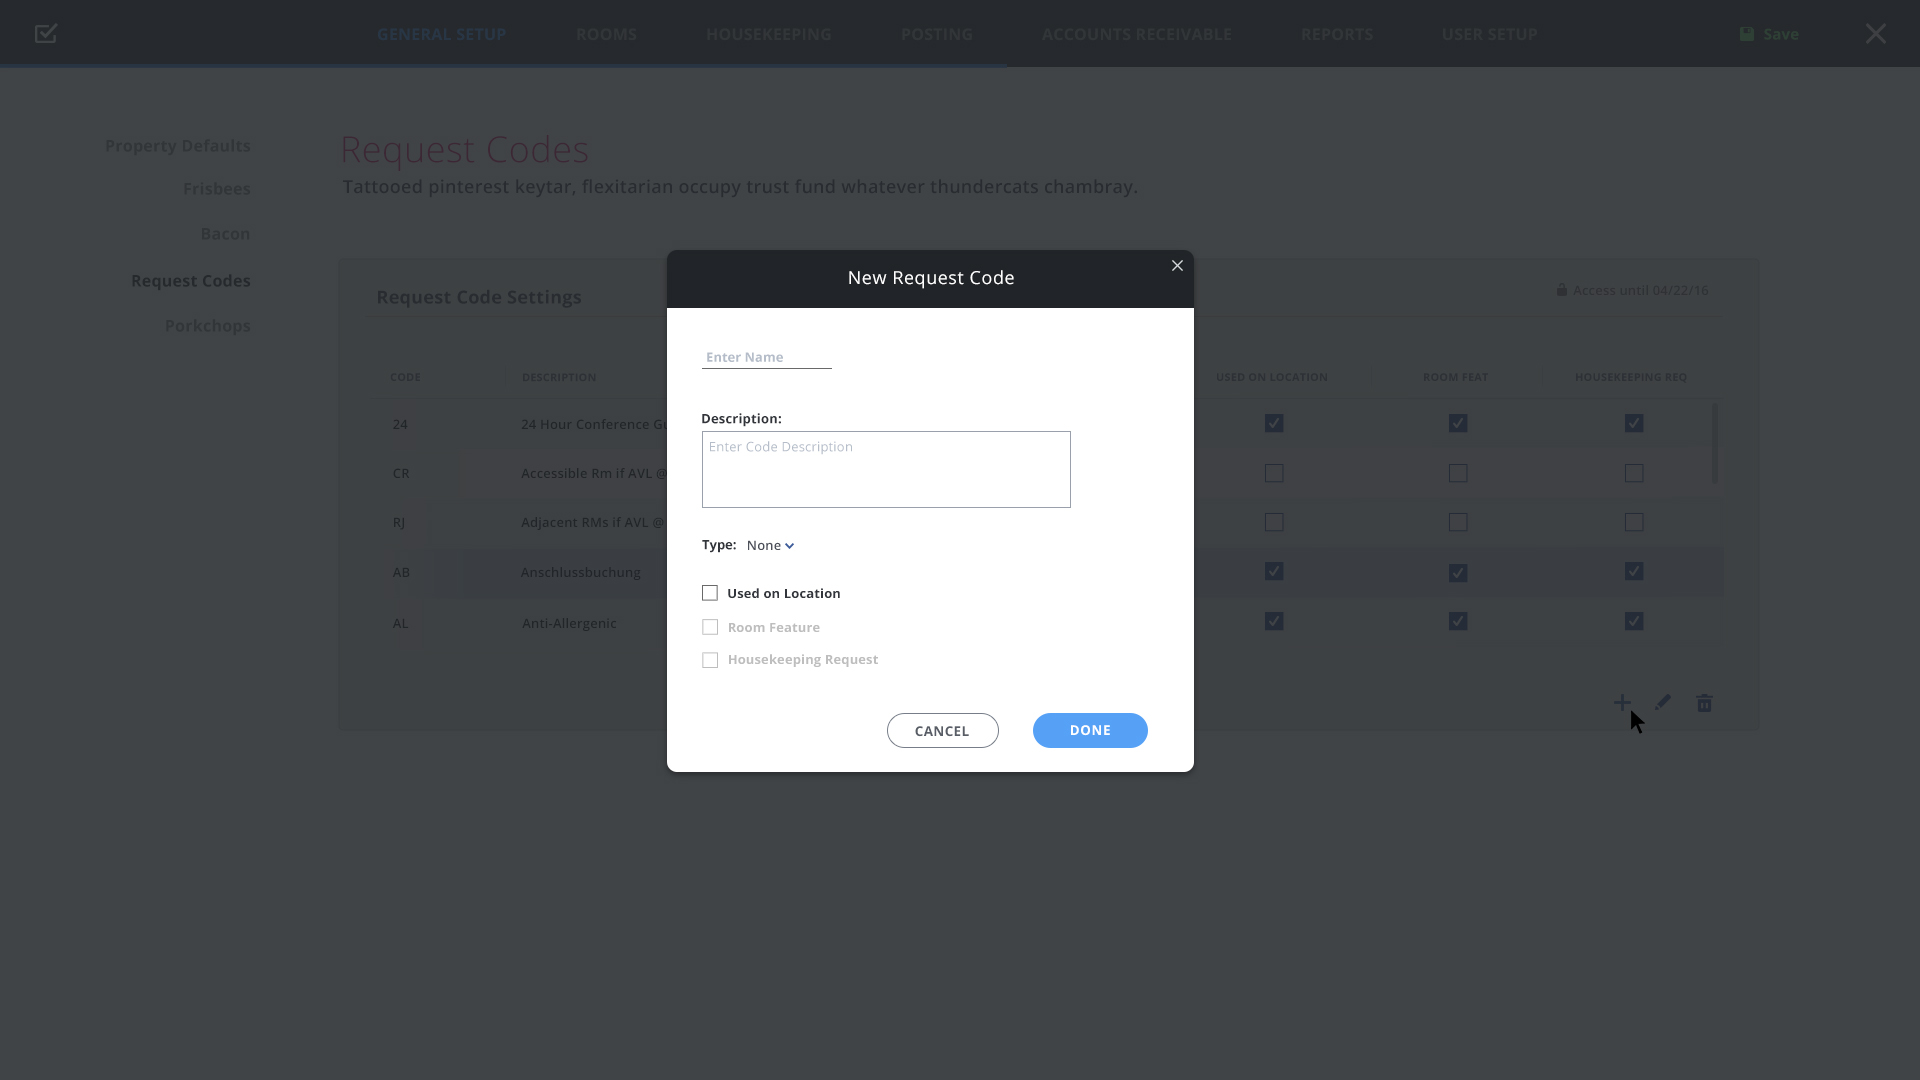 GENERAL SETUP ROOMS HOUSEKEEPING POSTING ACCOUNTS RECEIVABLE REPORTS USER SETUP Save
Property Defaults
Frisbees
Bacon
Request Codes
Porkchops
Request Codes
Tattooed pinterest keytar, flexitarian occupy trust fund whatever thundercats chambray.
Request Code Settings
Access until 04/22/16
CODE DESCRIPTION USED ON LOCATION ROOM FEAT HOUSEKEEPING REQ
24 24 Hour Conference
CR Accessible Rm if AVL @
RJ Adjacent RMs if AVL @
AB Anschlussbuchung
AL Anti-Allergenic
New Request Code
Enter Name
Description:
Enter Code Description
Type: None
Used on Location
Room Feature
Housekeeping Request
CANCEL DONE